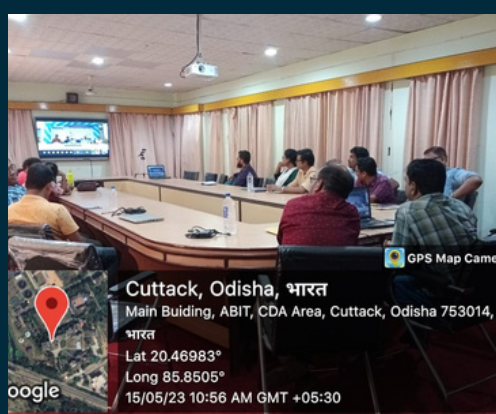 GPS Map Came
Cuttack, Odisha, भारत
Main Buiding, ABIT, CDA Area, Cuttack, Odisha 753014,
भारत
Lat 20.46983°
Long 85.8505°
15/05/23 10:56 AM GMT +05:30
oogle